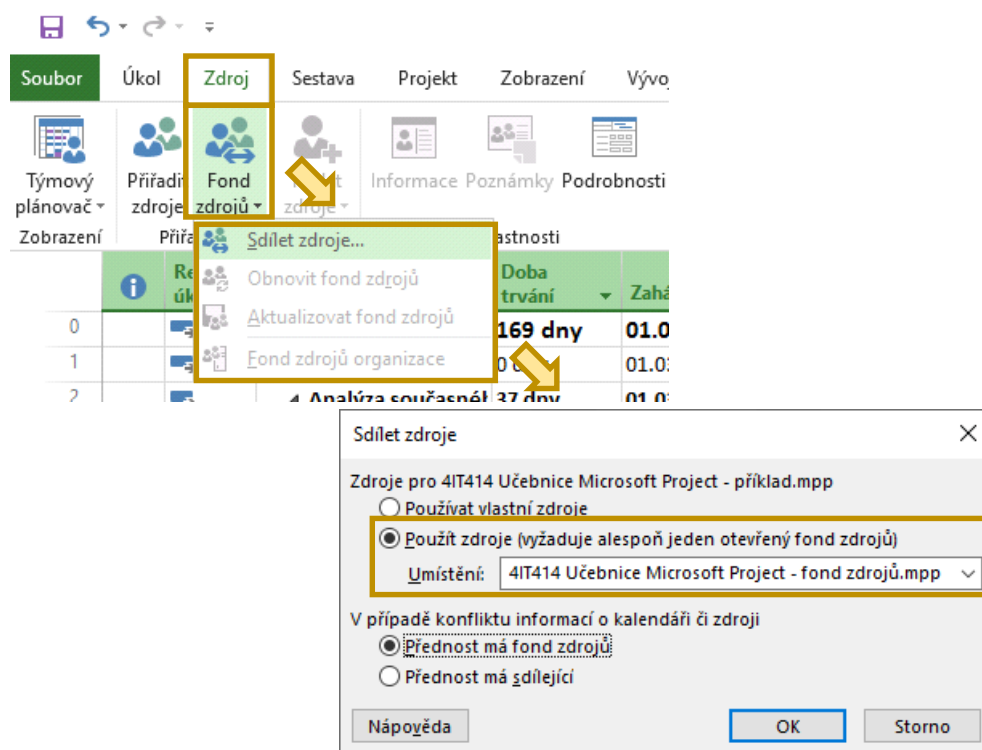 Soubor Úkol Zdroj Sestava Projekt Zobrazení
Týmový Přiřadit Fond Informace Poznámky Podrobnosti
plánovač zdroje zdrojů zdroje
Zobrazení
Sdílet zdroje...
Obnovit fond zdrojů
Aktualizovat fond zdrojů
Fond zdrojů organizace
Doba
trvání
0 169 dny
1
2 Analýza 37 dny
Sdílet zdroje
Zdroje pro 4IT414 Učebnice Microsoft Project - příklad.mpp
Používat vlastní zdroje
Použít zdroje (vyžaduje alespoň jeden otevřený fond zdrojů)
Umístění: 4IT414 Učebnice Microsoft Project - fond zdrojů.mpp
V případě konfliktu informací o kalendáři či zdroji
Přednost má fond zdrojů
Přednost má sdílející
Nápověda OK Storno